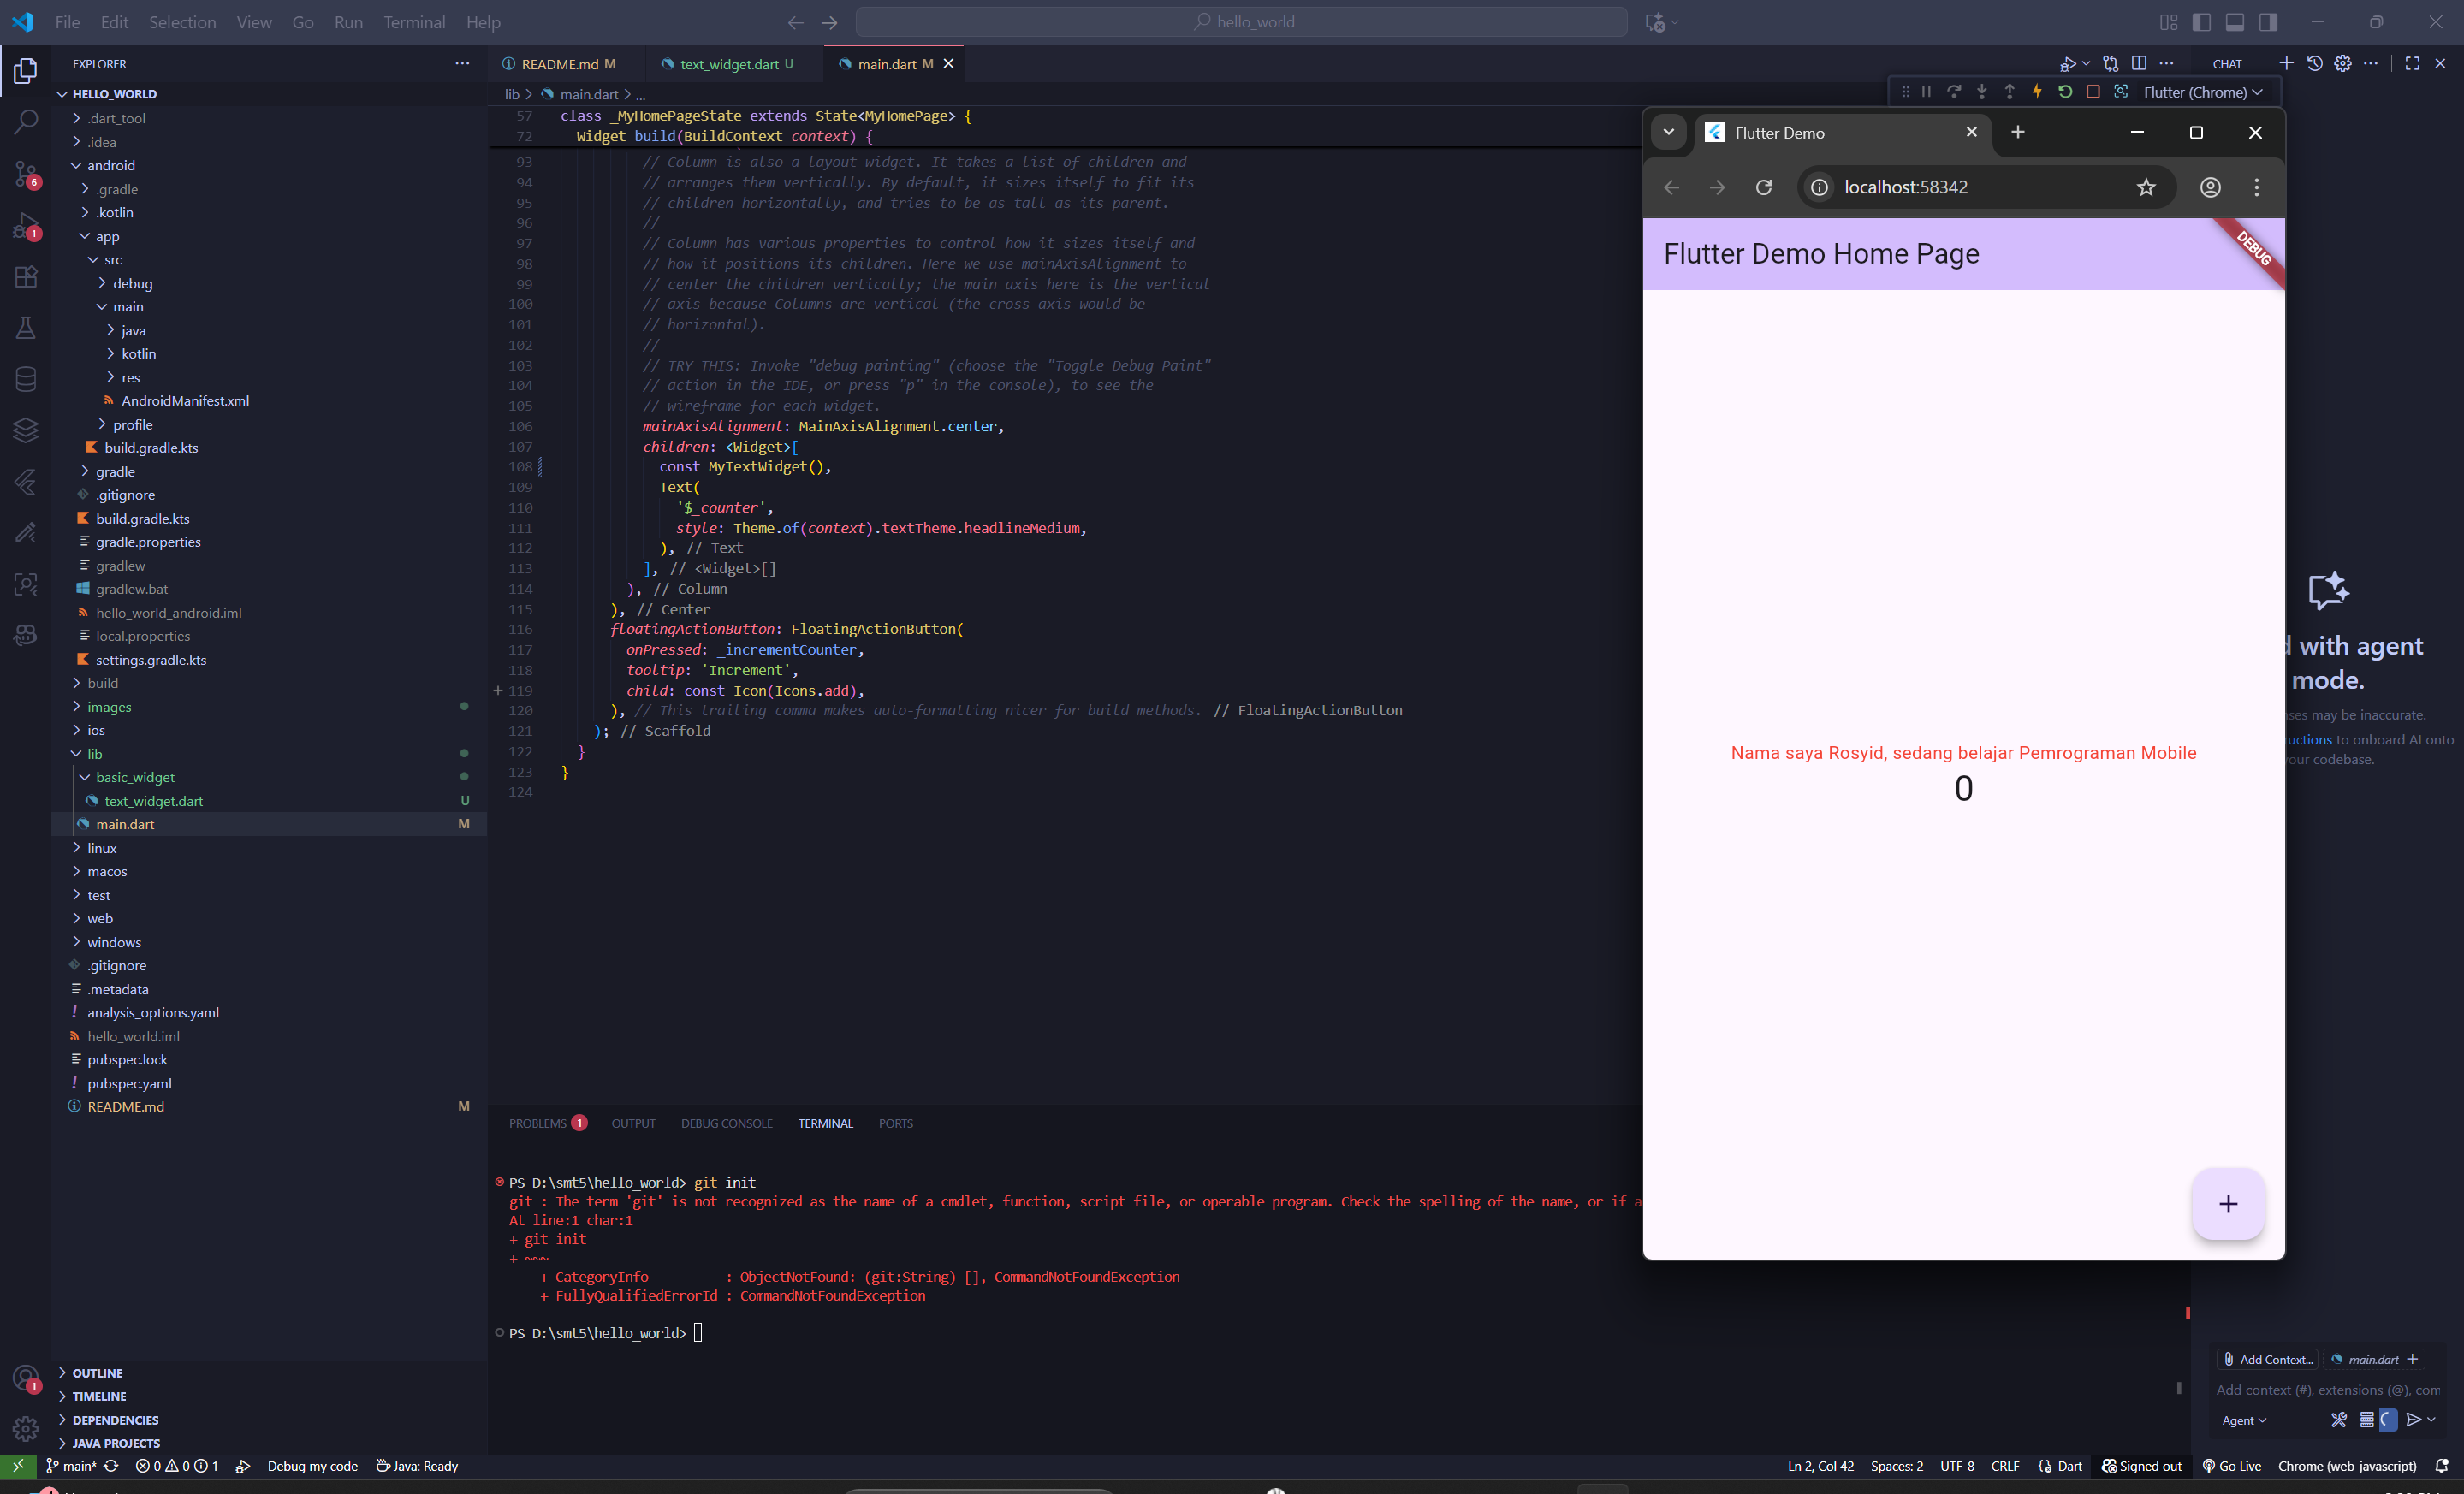 File Edit Selection View Go Run Terminal Help
hello_world
EXPLORER
HELLO_WORLD
.dart_tool
.idea
android
.gradle
.kotlin
app
src
debug
main
java
kotlin
res
AndroidManifest.xml
profile
build.gradle.kts
gradle
.gitignore
build.gradle.kts
gradle.properties
gradlew
gradlew.bat
hello_world_android.iml
local.properties
settings.gradle.kts
build
images
ios
lib
basic_widget
text_widget.dart U
main.dart M
linux
macos
test
web
windows
.gitignore
.metadata
analysis_options.yaml
hello_world.iml
pubspec.lock
pubspec.yaml
README.md M
OUTLINE
TIMELINE
DEPENDENCIES
JAVA PROJECTS
6
1
1
README.md M text_widget.dart U main.dart M
lib > main.dart > ...
57 class _MyHomePageState extends State<MyHomePage> {
72 Widget build(BuildContext context) {
93 // Column is also a layout widget. It takes a list of children and
94 // arranges them vertically. By default, it sizes itself to fit its
95 // children horizontally, and tries to be as tall as its parent.
96 //
97 // Column has various properties to control how it sizes itself and
98 // how it positions its children. Here we use mainAxisAlignment to
99 // center the children vertically; the main axis here is the vertical
100 // axis because Columns are vertical (the cross axis would be
101 // horizontal).
102 //
103 // TRY THIS: Invoke "debug painting" (choose the "Toggle Debug Paint"
104 // action in the IDE, or press "p" in the console), to see the
105 // wireframe for each widget.
106 mainAxisAlignment: MainAxisAlignment.center,
107 children: <Widget>[
108 const MyTextWidget(),
109 Text(
110 '$_counter',
111 style: Theme.of(context).textTheme.headlineMedium,
112 ), // Text
113 ], // <Widget>[]
114 ), // Column
115 ), // Center
116 floatingActionButton: FloatingActionButton(
117 onPressed: _incrementCounter,
118 tooltip: 'Increment',
119 child: const Icon(Icons.add),
120 ), // This trailing comma makes auto-formatting nicer for build methods. // FloatingActionButton
121 ); // Scaffold
122 }
123 }
124
PROBLEMS 1 OUTPUT DEBUG CONSOLE TERMINAL PORTS
PS D:\smt5\hello_world> git init
git : The term 'git' is not recognized as the name of a cmdlet, function, script file, or operable program. Check the spelling of the name, or if a
At line:1 char:1
+ git init
+ ~~~
+ CategoryInfo : ObjectNotFound: (git:String) [], CommandNotFoundException
+ FullyQualifiedErrorId : CommandNotFoundException
PS D:\smt5\hello_world>
CHAT
Flutter (Chrome)
Flutter Demo
localhost:58342
Flutter Demo Home Page
DEBUG
Nama saya Rosyid, sedang belajar Pemrograman Mobile
0
+
with agent
mode.
may be inaccurate.
to onboard AI onto
codebase.
Add Context... main.dart +
Add context (#), extensions (@), com
Agent
main* 0 0 1 Debug my code Java: Ready
Ln 2, Col 42 Spaces: 2 UTF-8 CRLF Dart Signed out Go Live Chrome (web-javascript)